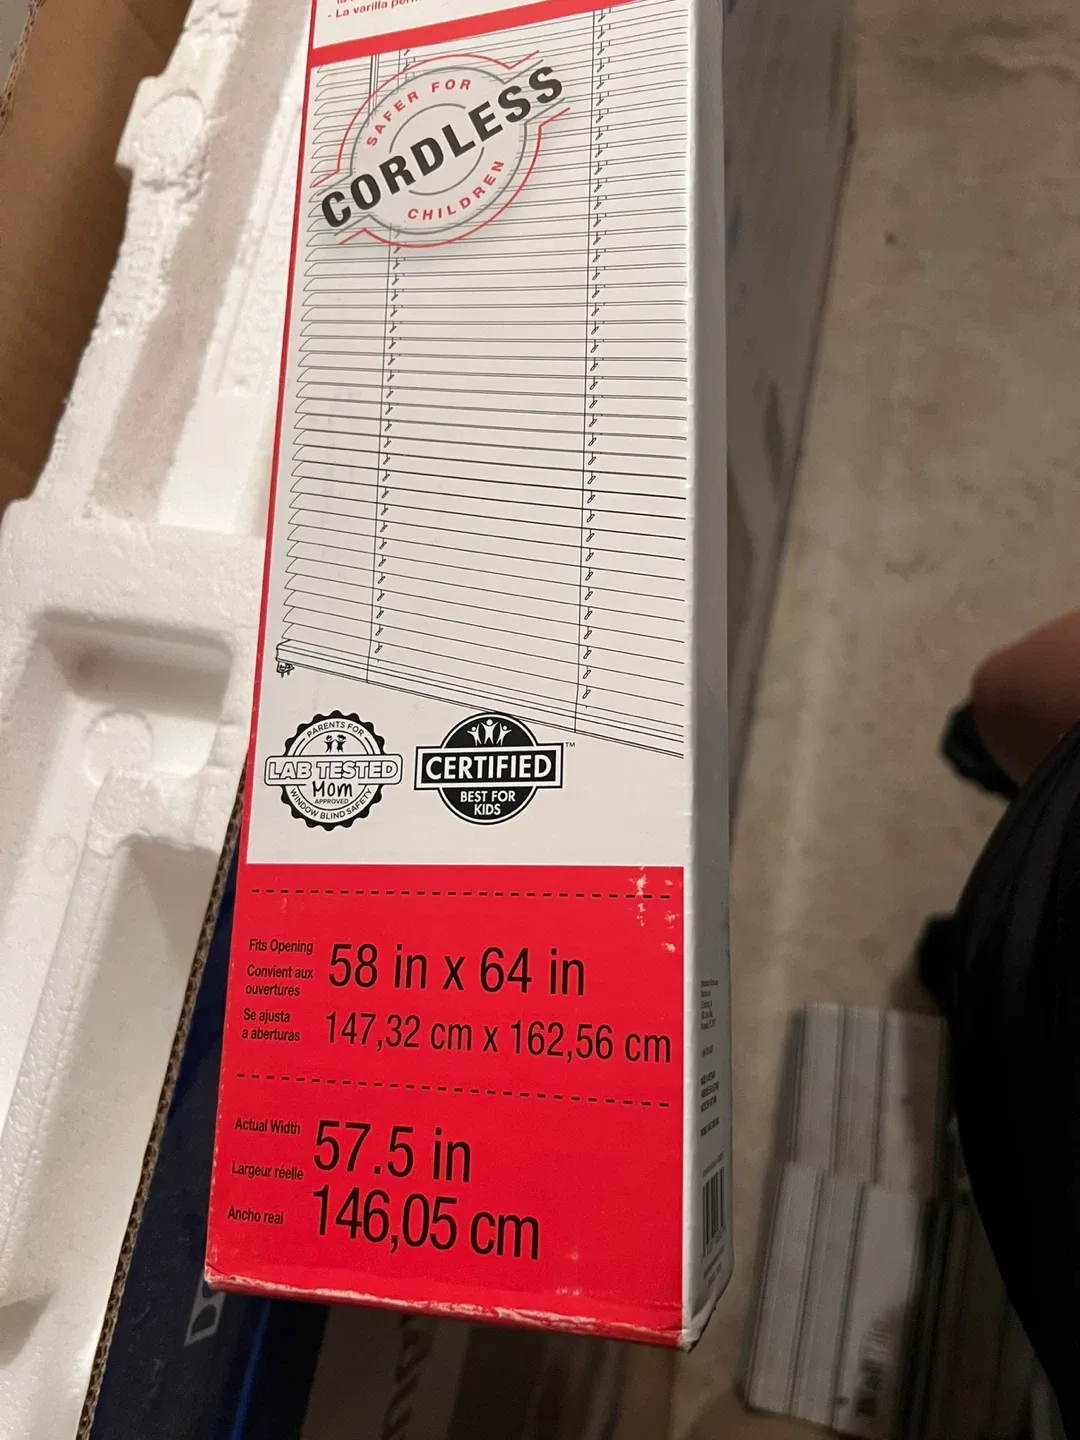 - La varilla
SAFER FOR
CORDLESS
CHILDREN
PARENTS FOR
LAB TESTED
Mom
APPROVED
WINDOW BLIND SAFETY
CERTIFIED™
BEST FOR
KIDS
Fits Opening
Convient aux
ouvertures
58 in x 64 in
Se ajusta
a aberturas
147,32 cm x 162,56 cm
Actual Width
57.5 in
Largeur réelle
Ancho real
146,05 cm